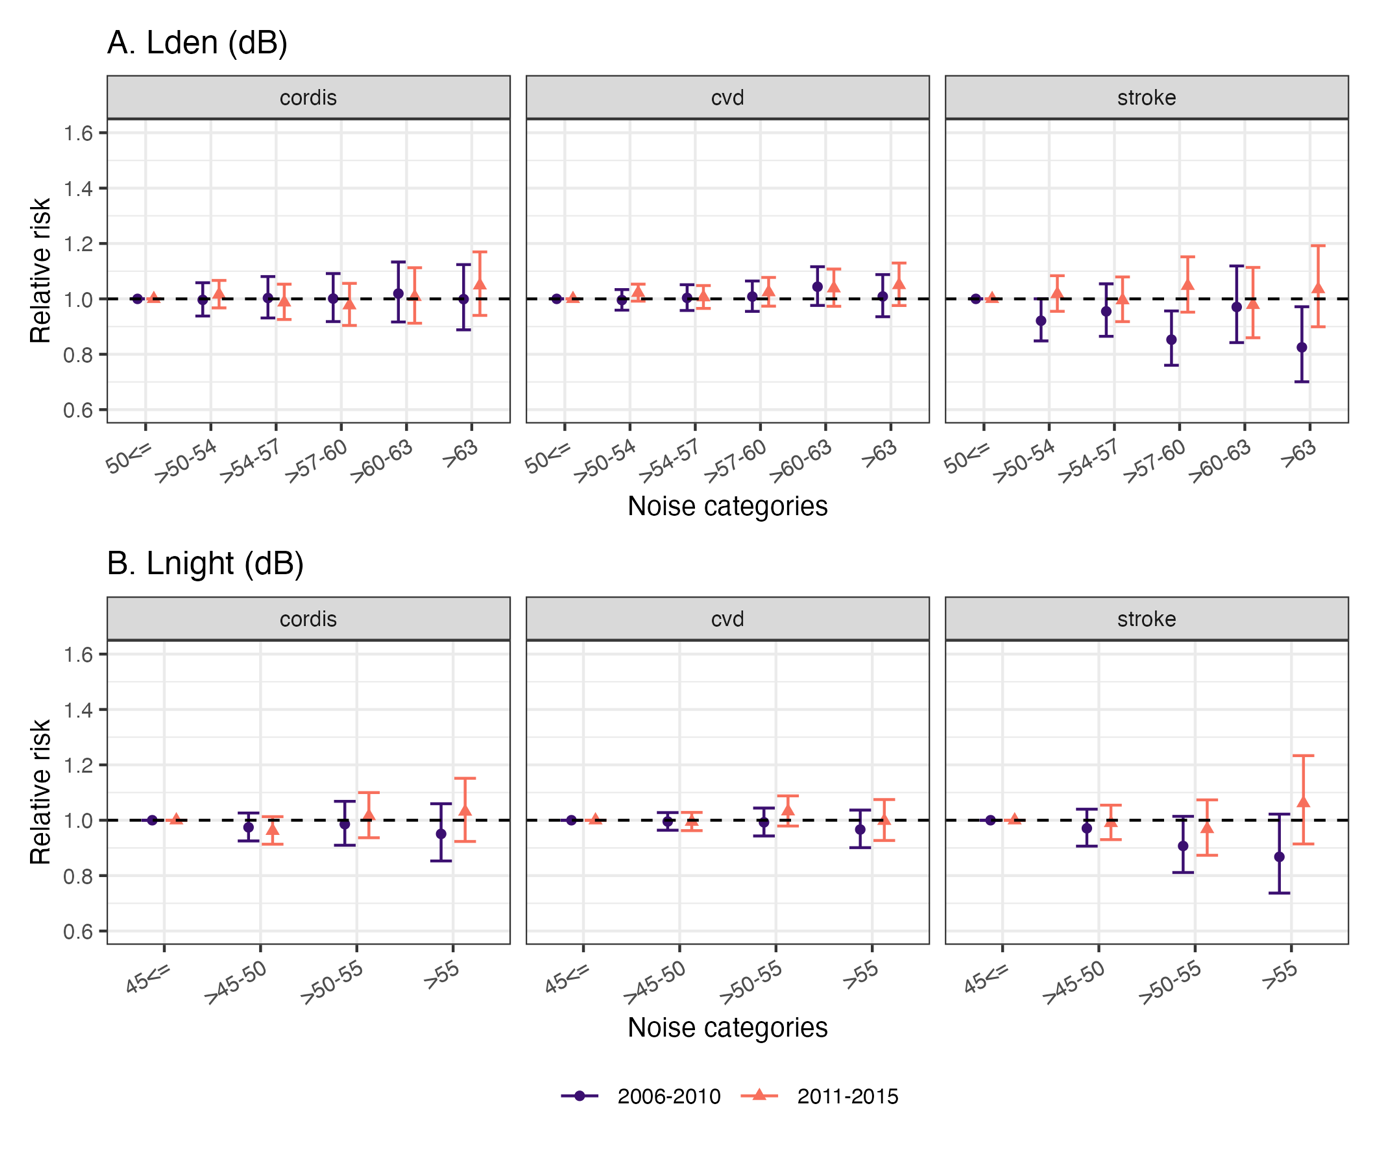 A. Lden (dB)
cordis cvd stroke
Relative risk
1.6
1.4
1.2
1.0
0.8
0.6
50<= >50-54 >54-57 >57-60 >60-63 >63 50<= >50-54 >54-57 >57-60 >60-63 >63 50<= >50-54 >54-57 >57-60 >60-63 >63
Noise categories
B. Lnight (dB)
cordis cvd stroke
Relative risk
1.6
1.4
1.2
1.0
0.8
0.6
45<= >45-50 >50-55 >55 45<= >45-50 >50-55 >55 45<= >45-50 >50-55 >55
Noise categories
2006-2010 2011-2015